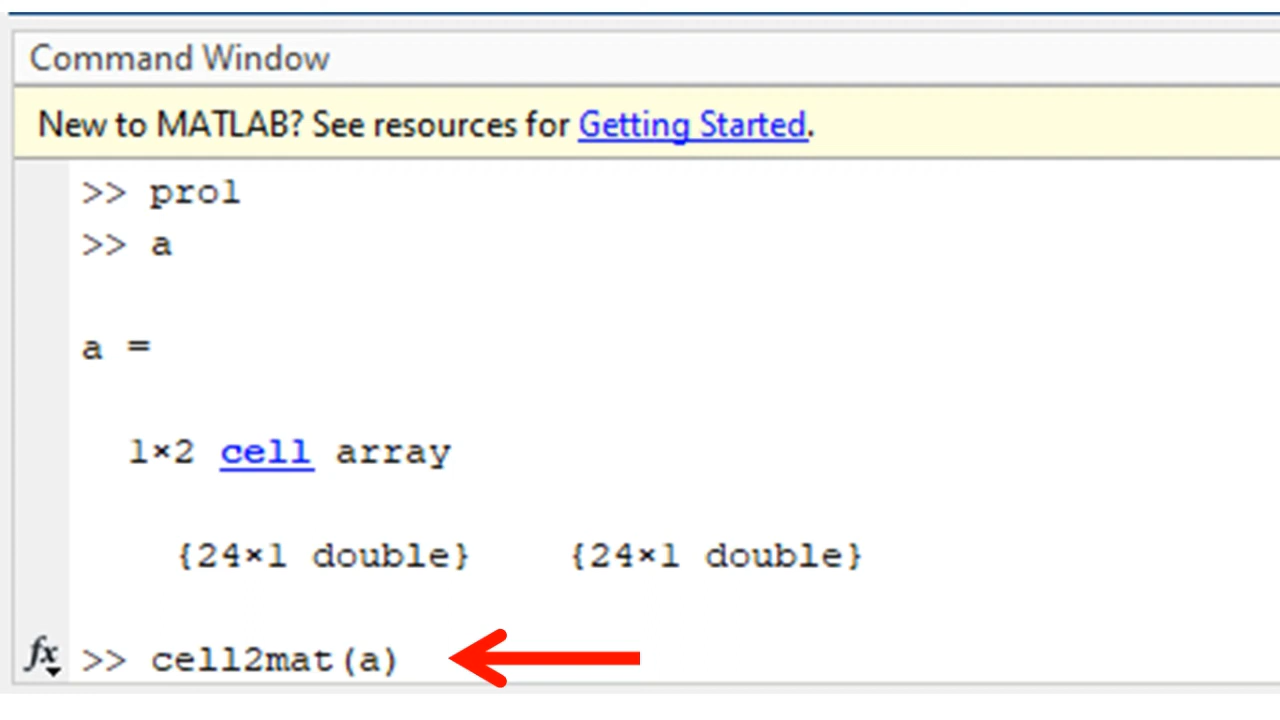 Command Window
New to MATLAB? See resources for Getting Started.
>> prol
>> a
a =
1×2 cell array
{24×1 double} {24×1 double}
fx >> cell2mat(a)